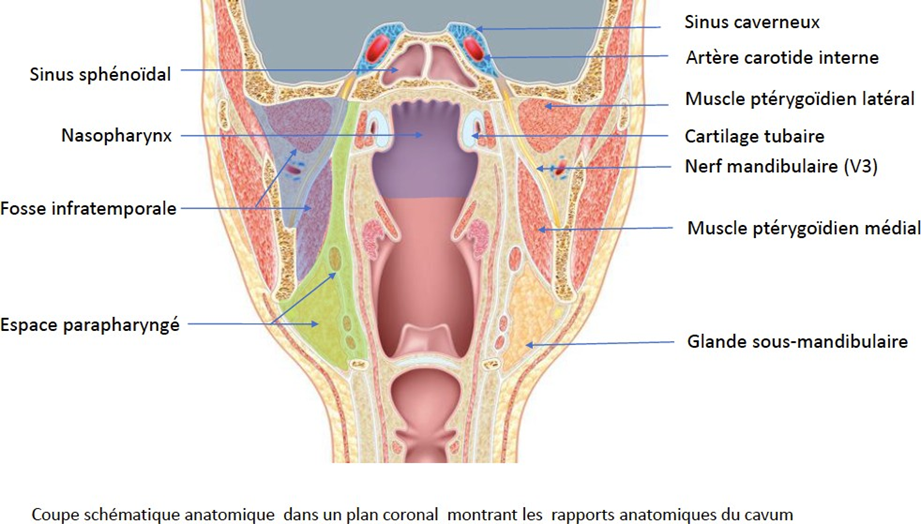 Sinus caverneux
Artère carotide interne
Sinus sphénoïdal
Muscle ptérygoïdien latéral
Nasopharynx
Cartilage tubaire
Nerf mandibulaire (V3)
Fosse infratemporale
Muscle ptérygoïdien médial
Espace parapharyngé
Glande sous-mandibulaire
Coupe schématique anatomique dans un plan coronal montrant les rapports anatomiques du cavum